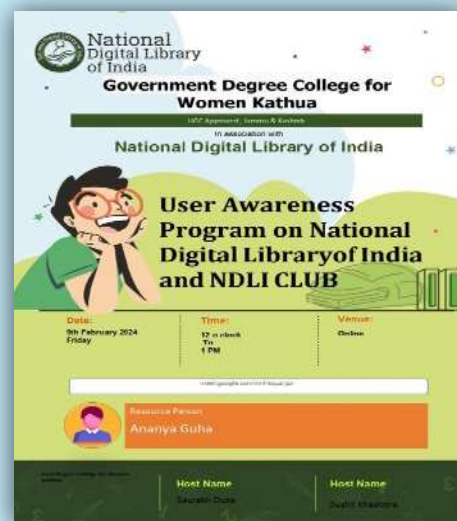 National
Digital Library
of India
Government Degree College for
Women Kathua
In association with
National Digital Library of India
User Awareness
Program on National
Digital Libraryof India
and NDLI CLUB
Date:
9th February 2024
Friday
Time:
12 o clock
To
1 PM
Venue:
Online
Resource Person
Ananya Guha
Host Name
Saurabh
Host Name